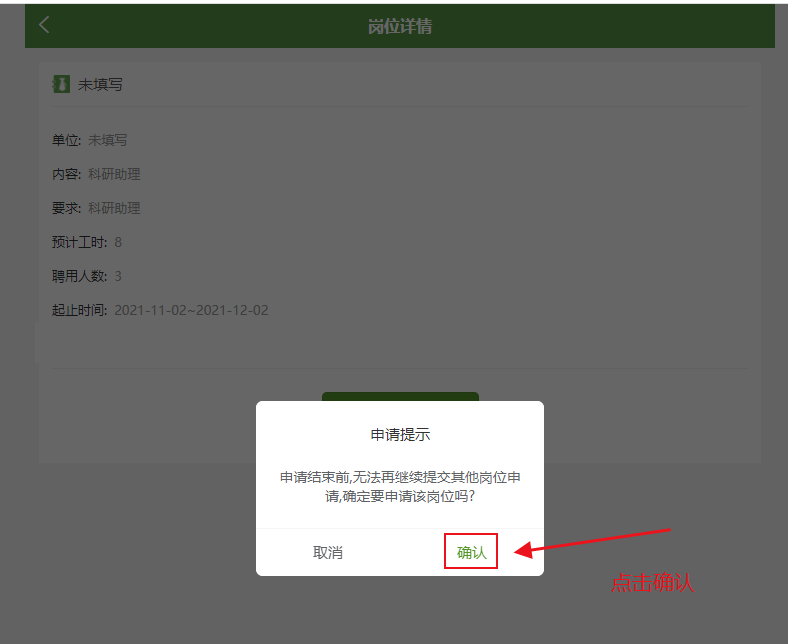 岗位详情
未填写
单位: 未填写
内容: 科研助理
要求: 科研助理
预计工时: 8
聘用人数: 3
起止时间: 2021-11-02~2021-12-02
申请提示
申请结束前,无法再继续提交其他岗位申
请,确定要申请该岗位吗?
取消 确认
点击确认